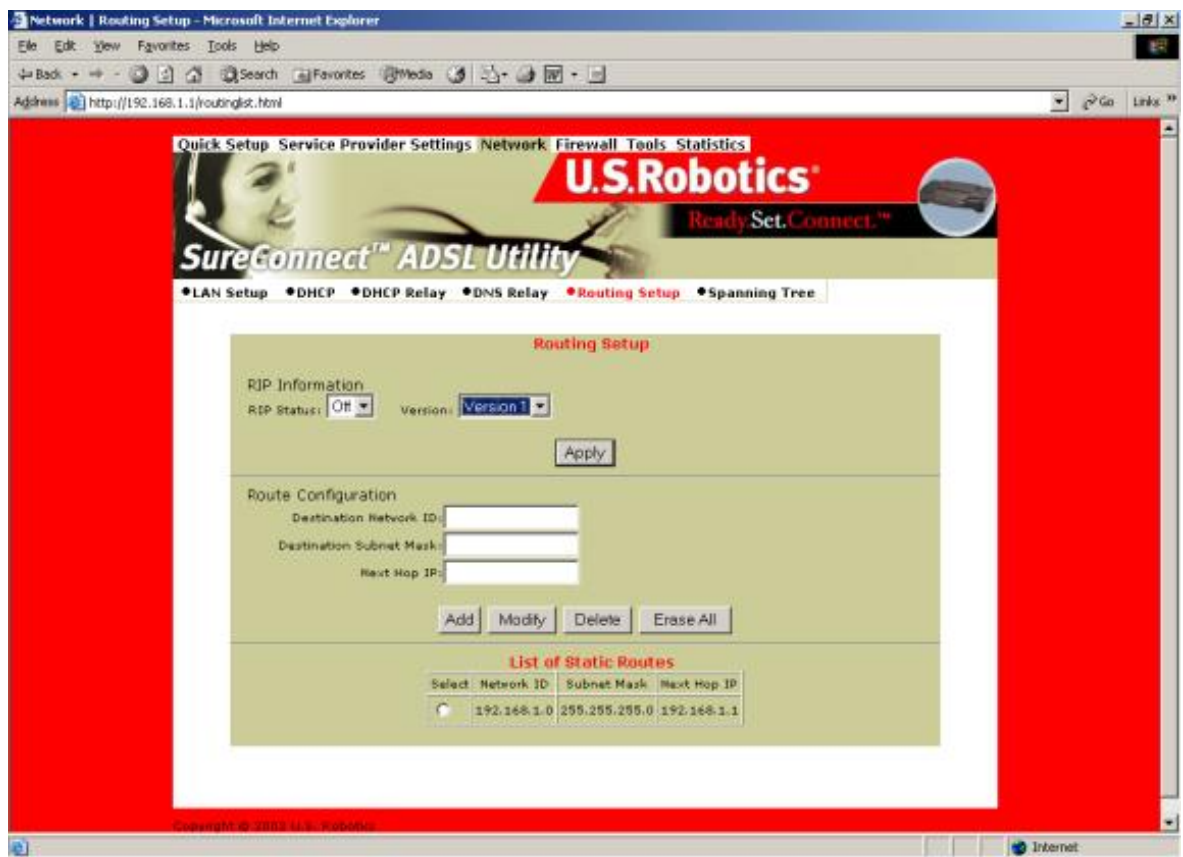 Network | Routing Setup - Microsoft Internet Explorer
File Edit View Favorites Tools Help
Back Search Favorites Media
Address http://192.168.1.1/routinglist.html Go Links »
Quick Setup Service Provider Settings Network Firewall Tools Statistics
U.S.Robotics®
Ready.Set.Connect.™
SureConnect™ ADSL Utility
•LAN Setup •DHCP •DHCP Relay •DNS Relay •Routing Setup •Spanning Tree
Routing Setup
RIP Information
RIP Status: Off Version: Version 1
Apply
Route Configuration
Destination Network ID:
Destination Subnet Mask:
Next Hop IP:
Add Modify Delete Erase All
List of Static Routes
Select Network ID Subnet Mask Next Hop IP
192.168.1.0 255.255.255.0 192.168.1.1
Copyright © 2003 U.S. Robotics
Internet